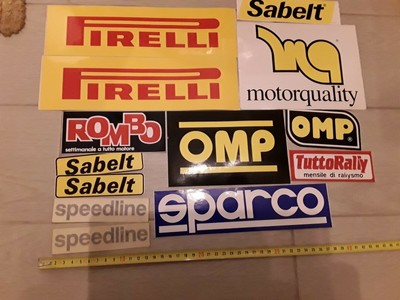 PIRELLI
Sabelt
PIRELLI
mq
motorquality
ROMBO
settimanale a tutto motore
OMP
OMP
Sabelt
Sabelt
TuttoRally
mensile di rallysmo
speedline
sparco
speedline